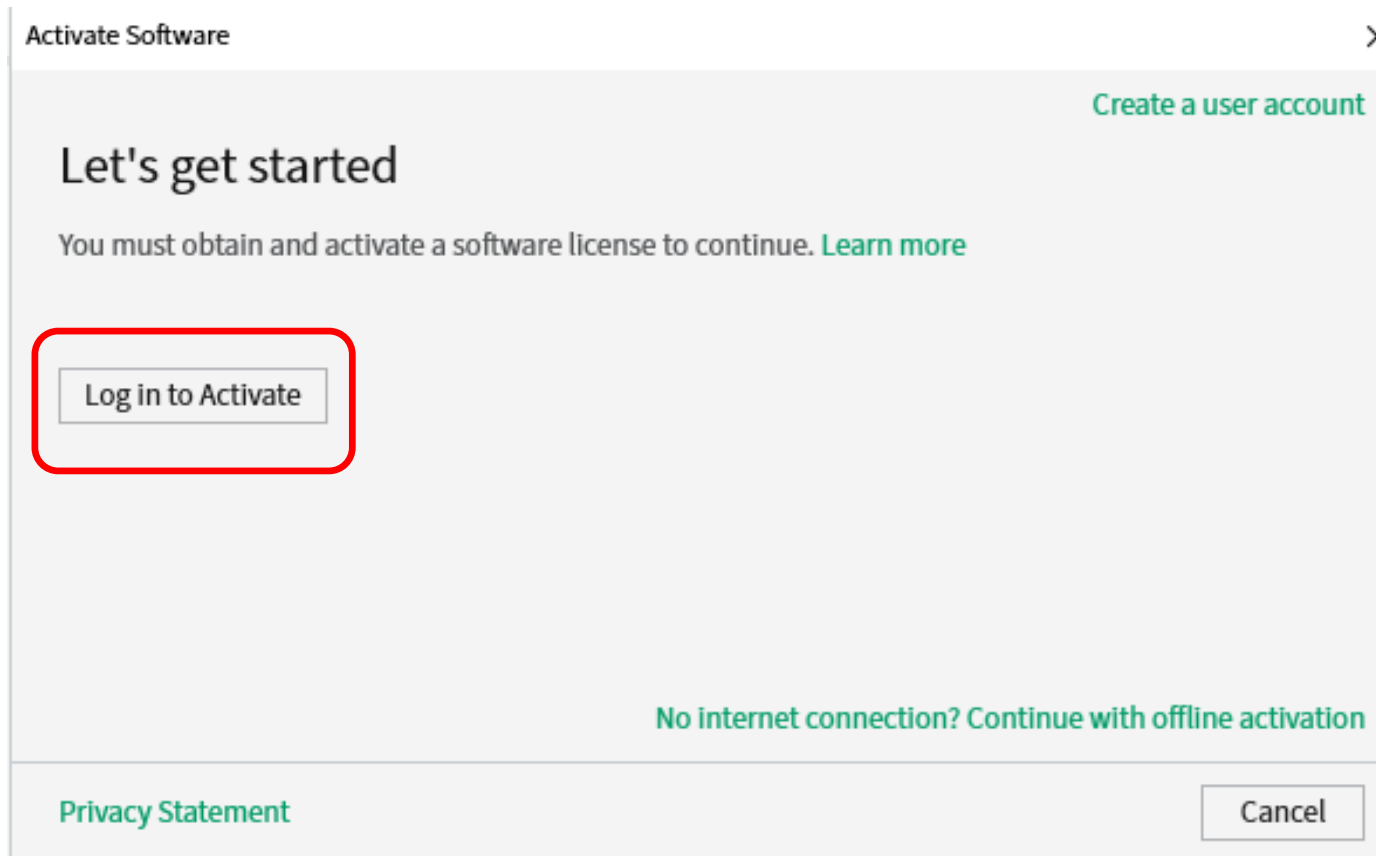 Activate Software
Create a user account
Let's get started
You must obtain and activate a software license to continue. Learn more
Log in to Activate
No internet connection? Continue with offline activation
Privacy Statement
Cancel